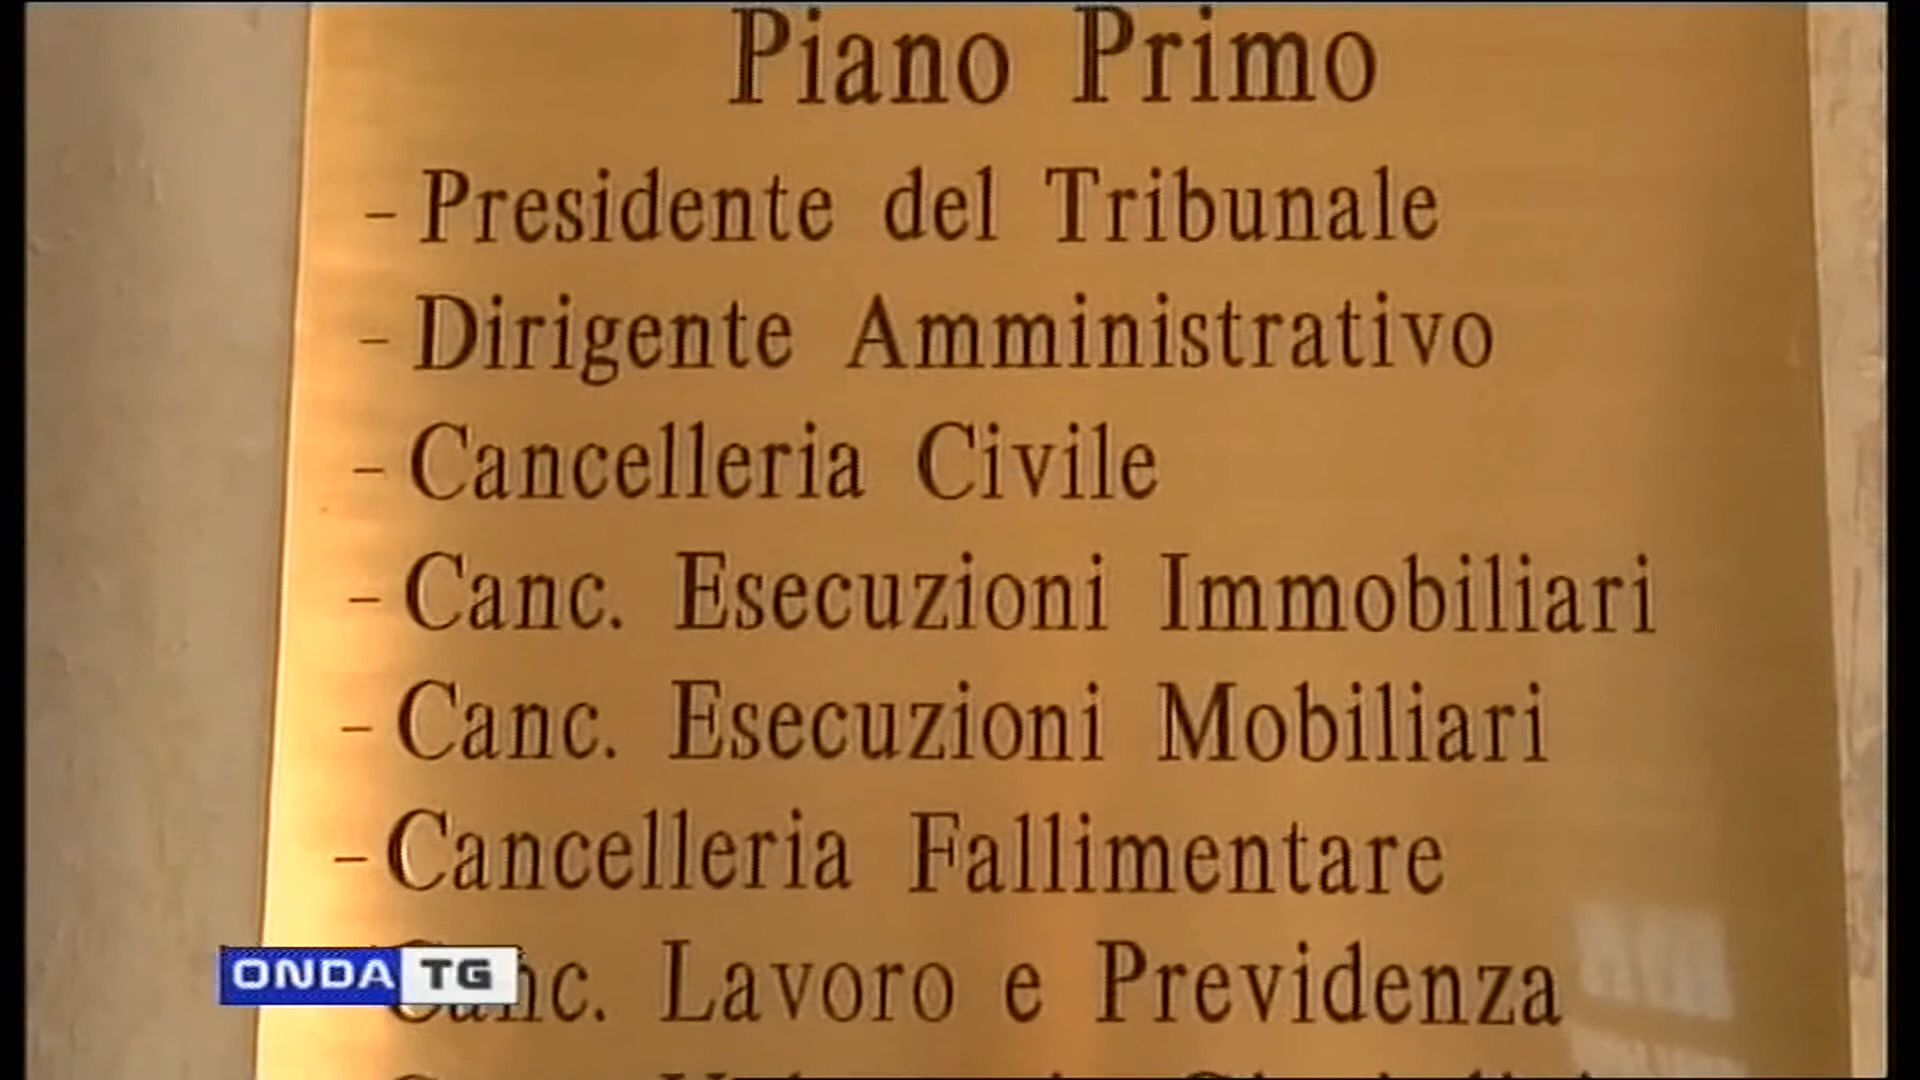 Piano Primo
- Presidente del Tribunale
- Dirigente Amministrativo
- Cancelleria Civile
- Canc. Esecuzioni Immobiliari
- Canc. Esecuzioni Mobiliari
- Cancelleria Fallimentare
Canc. Lavoro e Previdenza
ONDA TG